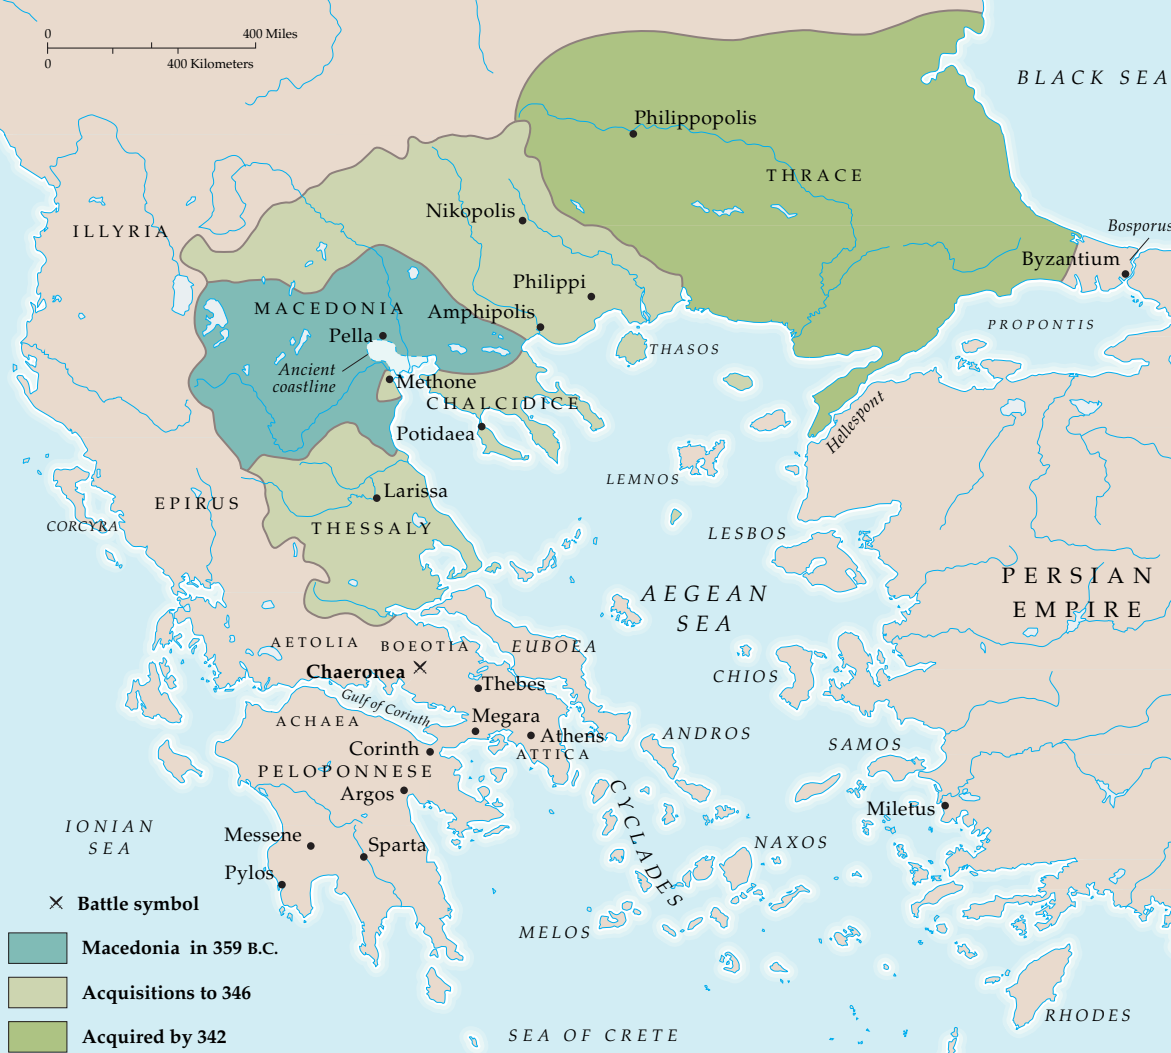 0 400 Miles
0 400 Kilometers
BLACK SEA
Philippopolis
THRACE
Nikopolis
ILLYRIA
Bosporus
Byzantium
Philippi
MACEDONIA
Amphipolis
PROPONTIS
Pella
THASOS
Ancient
coastline
Methone
CHALCIDICE
Hellespont
Potidaea
LEMNOS
Larissa
EPIRUS
CORCYRA
THESSALY
LESBOS
PERSIAN
EMPIRE
AEGEAN
SEA
AETOLIA
BOEOTIA
EUBOEA
Chaeronea
CHIOS
Thebes
Gulf of Corinth
ACHAEA
Megara
Athens
ATTICA
ANDROS
SAMOS
Corinth
PELOPONNESE
Argos
CYCLADES
Miletus
IONIAN
SEA
Messene
Sparta
NAXOS
Pylos
Battle symbol
MELOS
Macedonia in 359 B.C.
Acquisitions to 346
RHODES
Acquired by 342
SEA OF CRETE